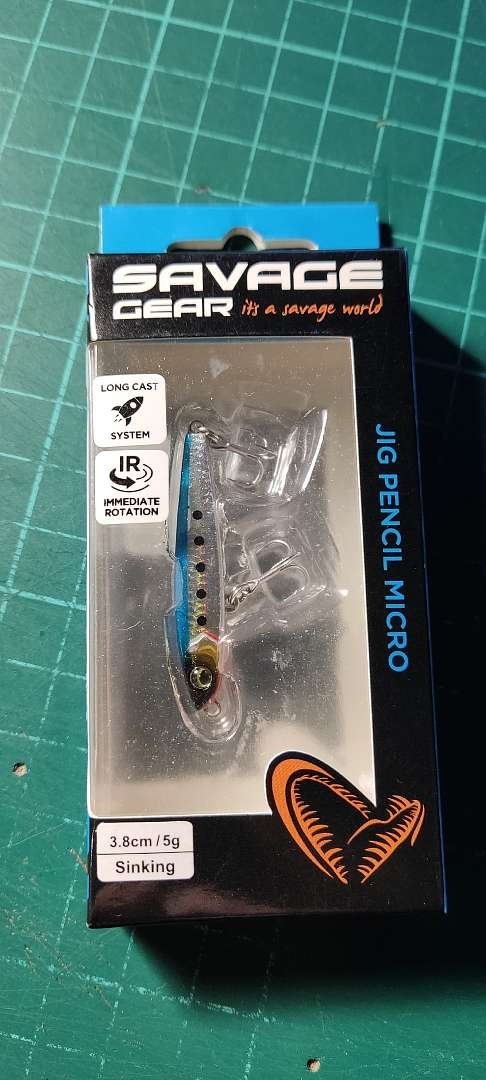 SAVAGE
GEAR it's a savage world
LONG CAST
SYSTEM
IR
IMMEDIATE
ROTATION
JIG PENCIL MICRO
3.8cm/5g
Sinking